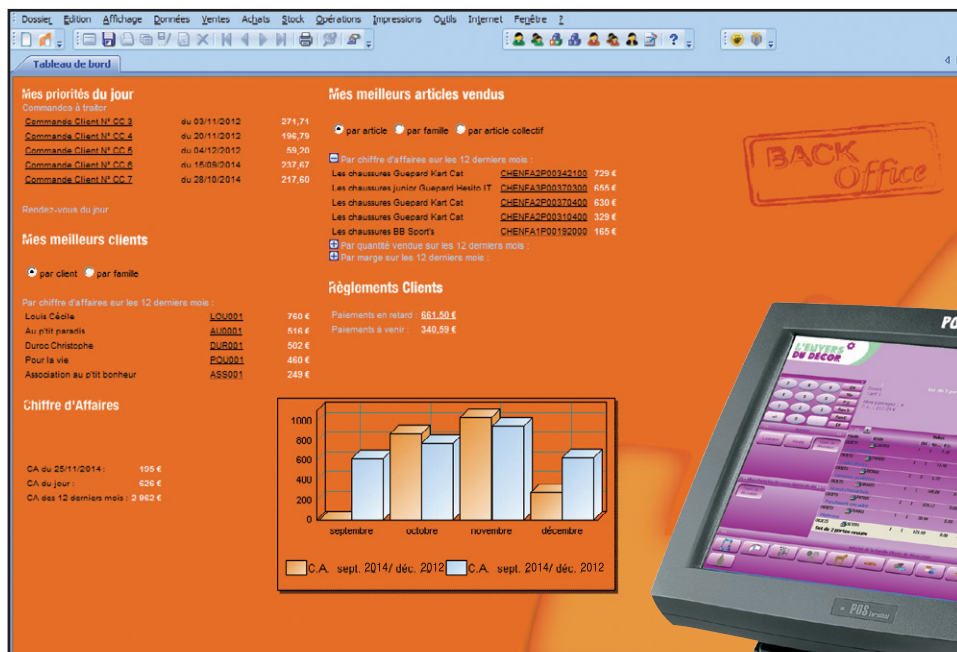 Dossier Edition Affichage Données Ventes Achats Stock Opérations Impressions Outils Internet Fenêtre ?
Tableau de bord
Mes priorités du jour
Commandes à traiter
Commande Client N° CC.3 du 03/11/2012 271,71
Commande Client N° CC.4 du 20/11/2012 196,79
Commande Client N° CC.5 du 04/12/2012 59,20
Commande Client N° CC.6 du 15/09/2014 237,67
Commande Client N° CC.7 du 28/10/2014 217,60
Rendez-vous du jour
Mes meilleurs clients
par client par famille
Par chiffre d'affaires sur les 12 derniers mois :
Louis Cécile LOU001 760 €
Au p'tit paradis AU0001 516 €
Duroc Christophe DUR001 502 €
Pour la vie POU001 460 €
Association au p'tit bonheur ASS001 249 €
Chiffre d'Affaires
CA du 25/11/2014 : 195 €
CA du jour : 626 €
CA des 12 derniers mois : 2 962 €
Mes meilleurs articles vendus
par article par famille par article collectif
Par chiffre d'affaires sur les 12 derniers mois :
Les chaussures Guepard Kart Cat CHENFA2P00342100 729 €
Les chaussures junior Guepard Hesito IT CHENFA3P00370300 655 €
Les chaussures Guepard Kart Cat CHENFA2P00370400 630 €
Les chaussures Guepard Kart Cat CHENFA2P00310400 329 €
Les chaussures BB Sport's CHENFA1P00192000 165 €
Par quantité vendue sur les 12 derniers mois :
Par marge sur les 12 derniers mois :
Règlements Clients
Paiements en retard : 661,50 €
Paiements à venir : 340,59 €
1000
800
600
400
200
0
septembre octobre novembre décembre
C.A. sept. 2014/ déc. 2012 C.A. sept. 2014/ déc. 2012
BACK
Office
POS
L'ENVERS
DU DÉCOR
POS